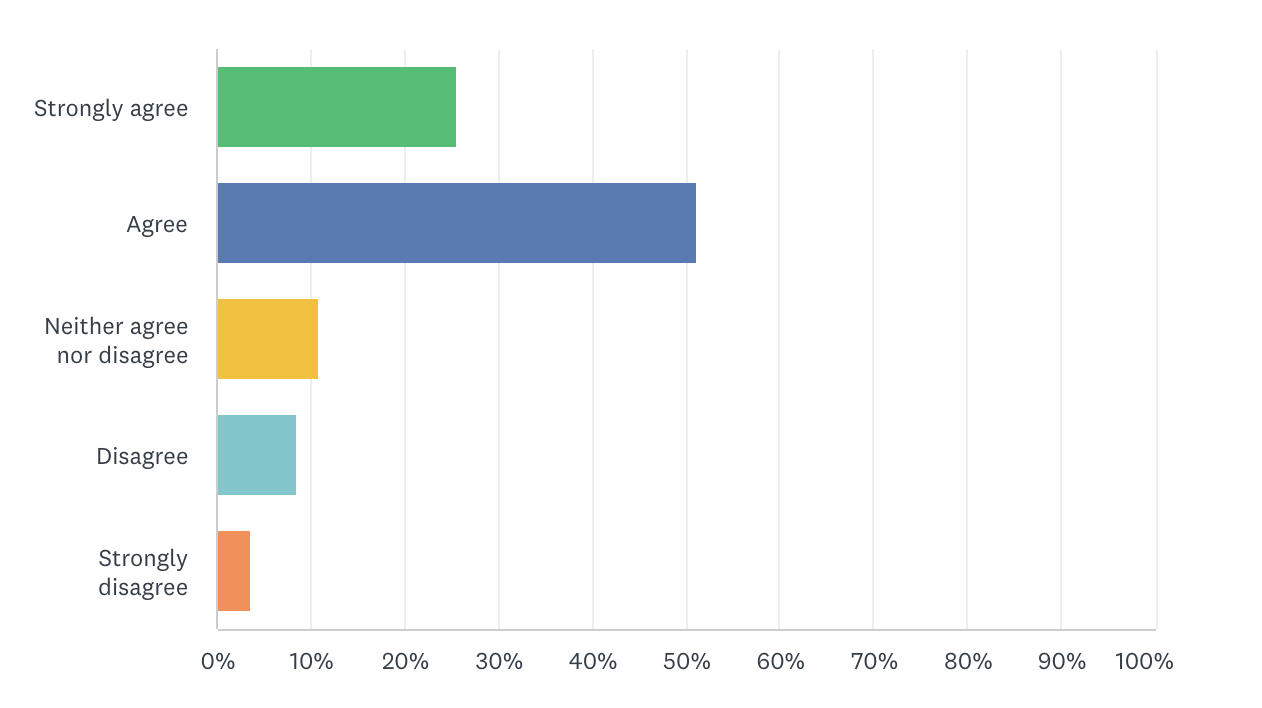 Strongly agree
Agree
Neither agree
nor disagree
Disagree
Strongly
disagree
0% 10% 20% 30% 40% 50% 60% 70% 80% 90% 100%